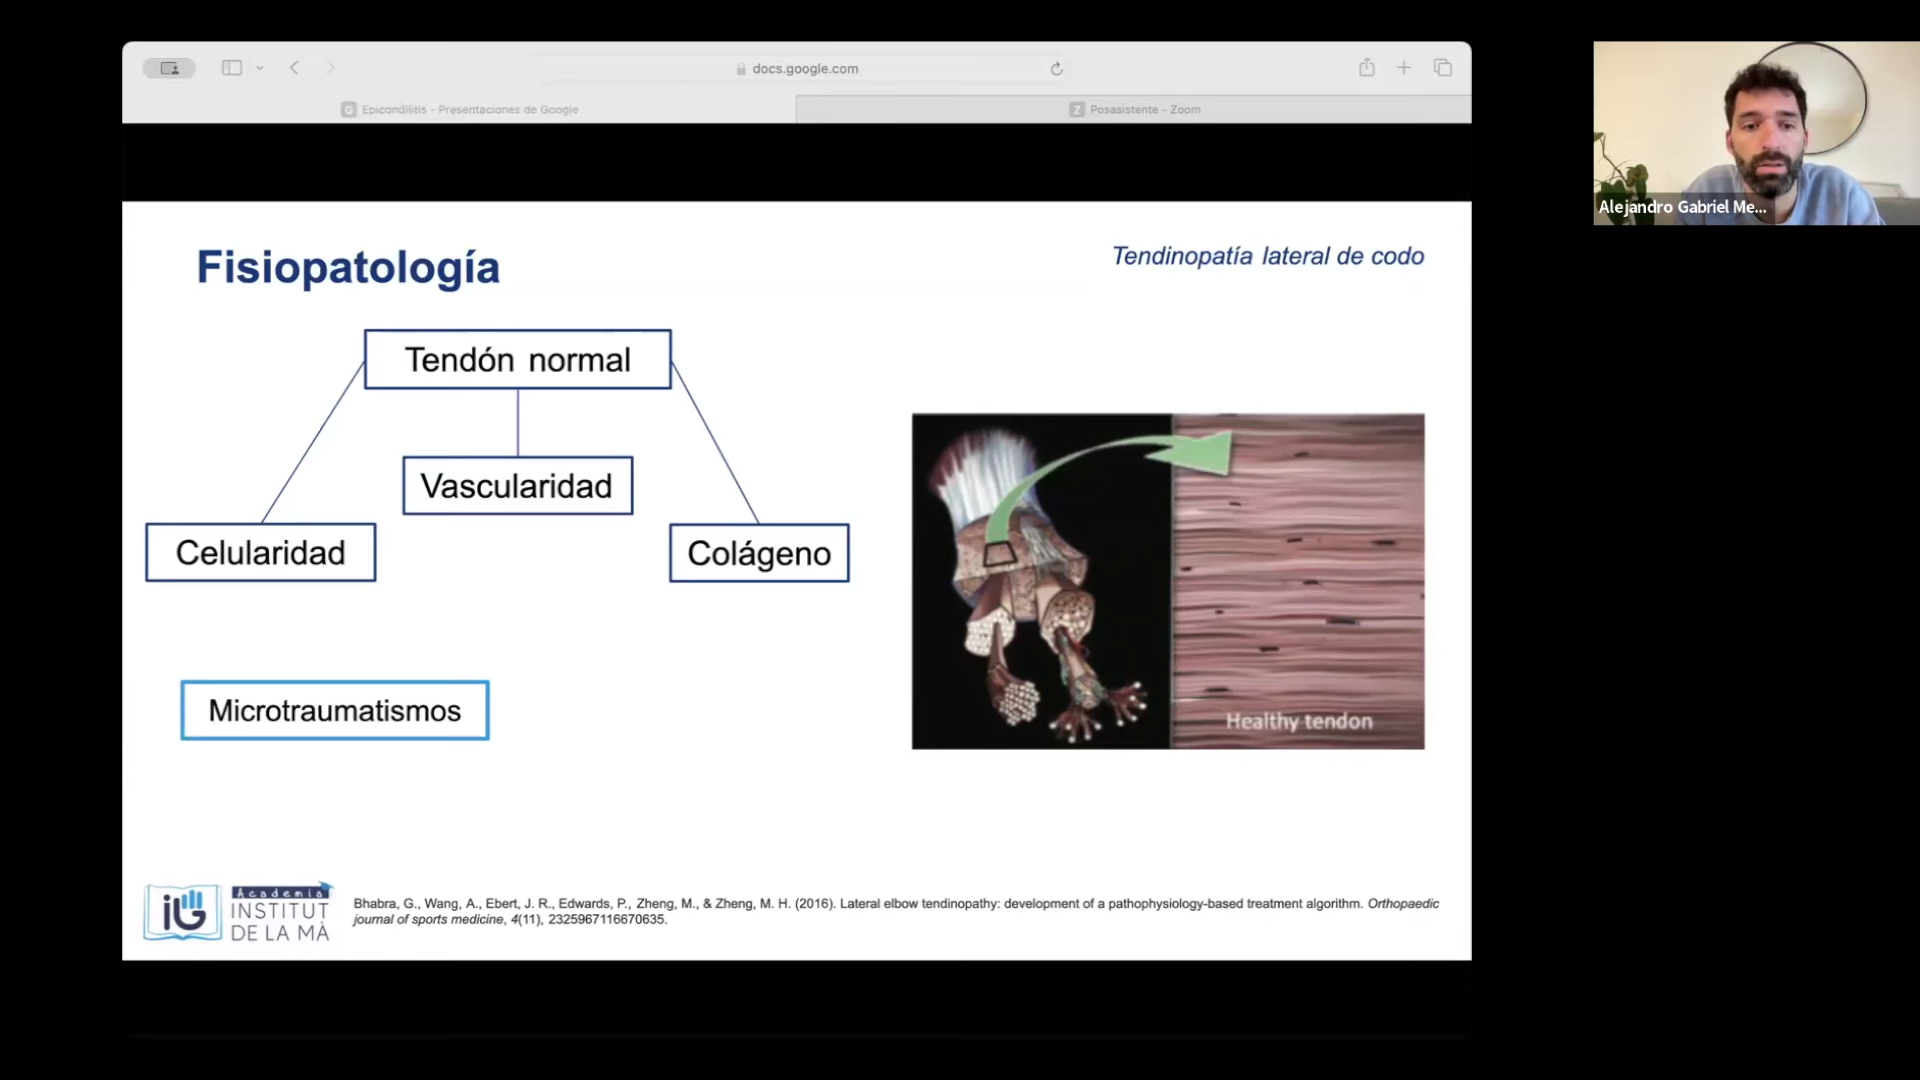 docs.google.com
Epicondilitis - Presentaciones de Google
Posasistente - Zoom
Alejandro Gabriel Me...
Fisiopatología
Tendinopatía lateral de codo
Tendón normal
Vascularidad
Celularidad
Colágeno
Microtraumatismos
Healthy tendon
Academia
INSTITUT
DE LA MÀ
Bhabra, G., Wang, A., Ebert, J. R., Edwards, P., Zheng, M., & Zheng, M. H. (2016). Lateral elbow tendinopathy: development of a pathophysiology-based treatment algorithm. Orthopaedic
journal of sports medicine, 4(11), 2325967116670635.